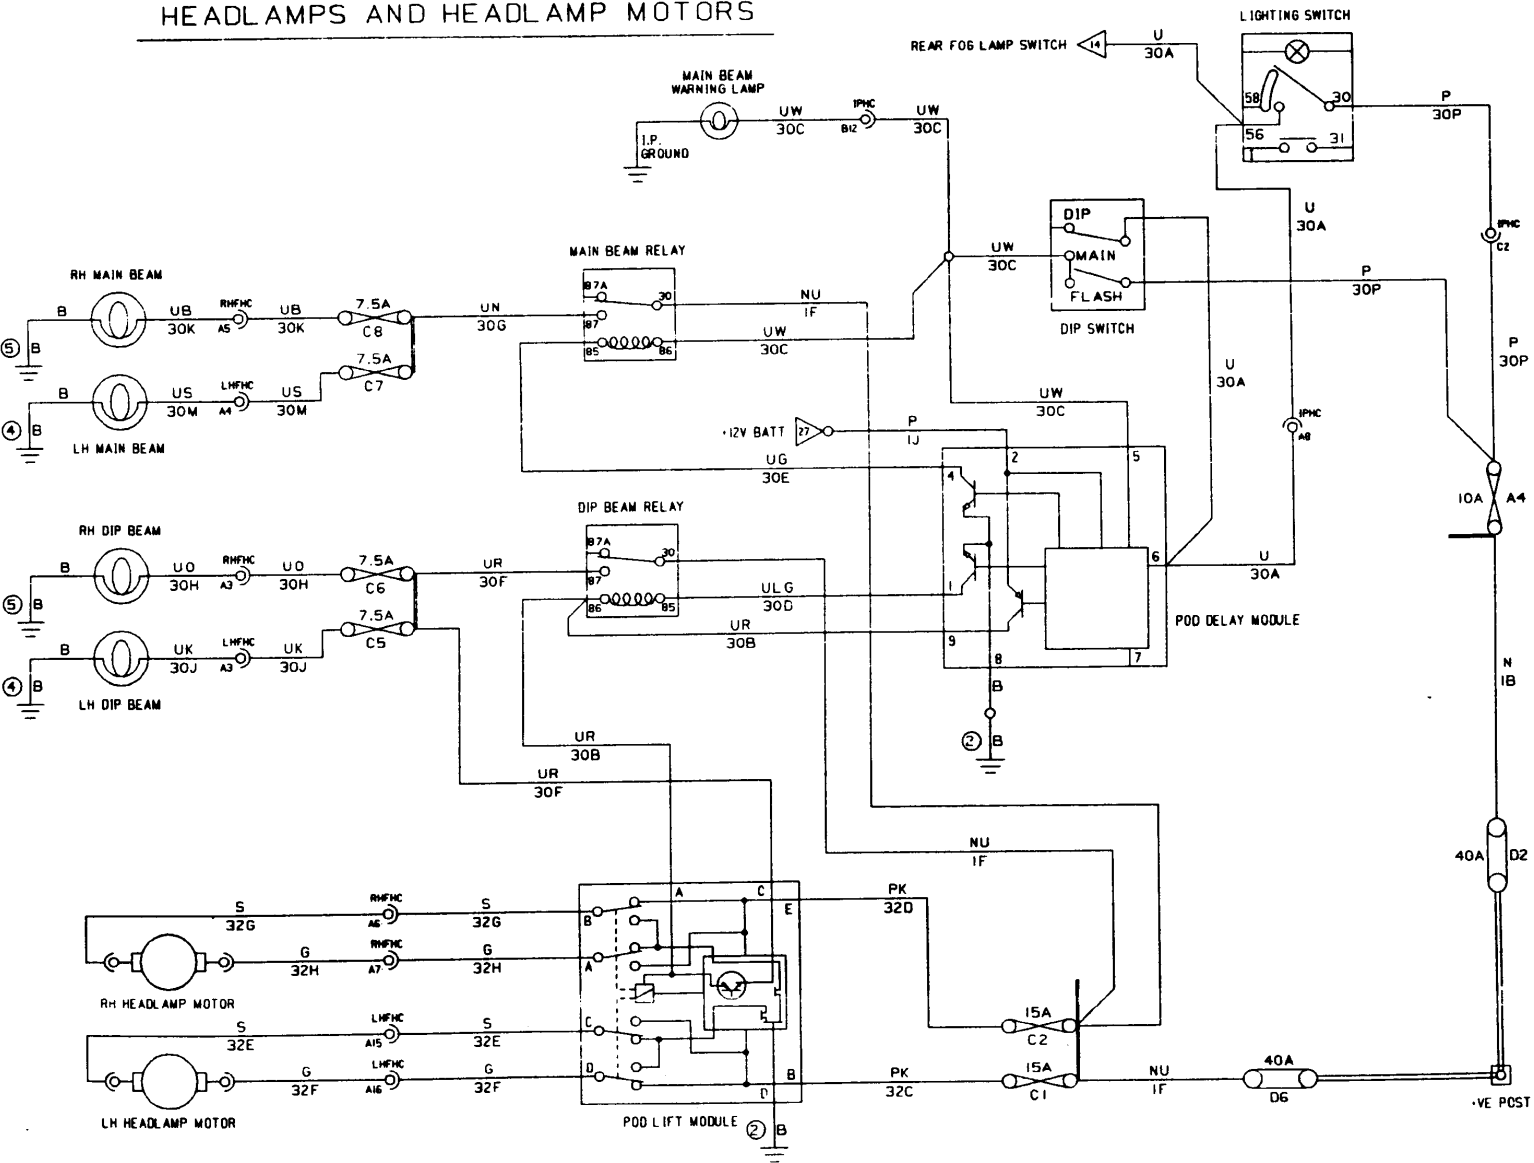 HEADLAMPS AND HEADLAMP MOTORS
LIGHTING SWITCH
REAR FOG LAMP SWITCH
14
U
30A
58
30
56
31
P
30P
MAIN BEAM
WARNING LAMP
UW
30C
IPHC
B12
UW
30C
I.P.
GROUND
U
30A
IPHC
C2
DIP
MAIN
FLASH
DIP SWITCH
UW
30C
P
30P
MAIN BEAM RELAY
87A
30
87
85
86
NU
1F
UW
30C
RH MAIN BEAM
B
UB
30K
RHFHC
A5
UB
30K
7.5A
C8
UN
30G
5
B
7.5A
C7
B
US
30M
LHFHC
A4
US
30M
4
B
LH MAIN BEAM
P
30P
U
30A
UW
30C
IPHC
A8
+12V BATT
27
P
1J
UG
30E
2
5
4
10A
A4
DIP BEAM RELAY
87A
30
87
86
85
RH DIP BEAM
B
UO
30H
RHFHC
A3
UO
30H
7.5A
C6
UR
30F
5
B
7.5A
C5
ULG
30D
UR
30B
1
6
9
8
7
U
30A
POD DELAY MODULE
B
UK
30J
LHFHC
A3
UK
30J
4
B
LH DIP BEAM
N
1B
B
2
B
UR
30B
UR
30F
NU
1F
40A
D2
A
C
E
PK
32D
S
32G
RHFHC
A6
S
32G
B
G
32H
RHFHC
A7
G
32H
A
RH HEADLAMP MOTOR
S
32E
LHFHC
A15
S
32E
C
G
32F
LHFHC
A16
G
32F
D
B
D
LH HEADLAMP MOTOR
POD LIFT MODULE
2
B
PK
32C
15A
C2
15A
C1
NU
1F
40A
D6
+VE POST